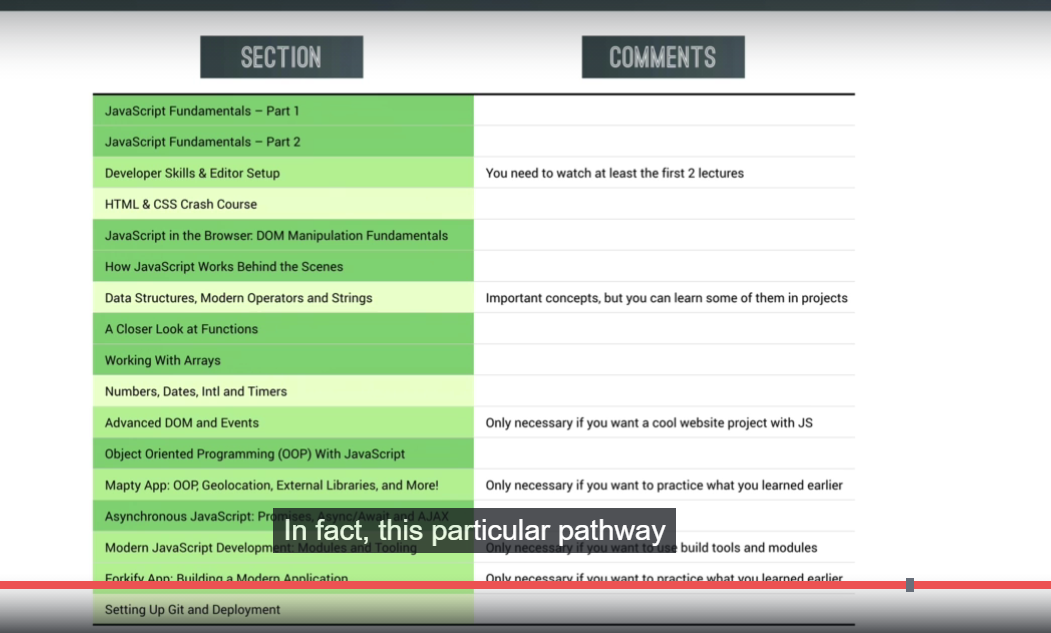 SECTION COMMENTS
JavaScript Fundamentals – Part 1
JavaScript Fundamentals – Part 2
Developer Skills & Editor Setup You need to watch at least the first 2 lectures
HTML & CSS Crash Course
JavaScript in the Browser: DOM Manipulation Fundamentals
How JavaScript Works Behind the Scenes
Data Structures, Modern Operators and Strings Important concepts, but you can learn some of them in projects
A Closer Look at Functions
Working With Arrays
Numbers, Dates, Intl and Timers
Advanced DOM and Events Only necessary if you want a cool website project with JS
Object Oriented Programming (OOP) With JavaScript
Mapty App: OOP, Geolocation, External Libraries, and More! Only necessary if you want to practice what you learned earlier
Asynchronous JavaScript: Promises, Async/Await and AJAX
In fact, this particular pathway
Modern JavaScript Development: Modules and Tooling Only necessary if you want to use build tools and modules
Forkify App: Building a Modern Application Only necessary if you want to practice what you learned earlier
Setting Up Git and Deployment